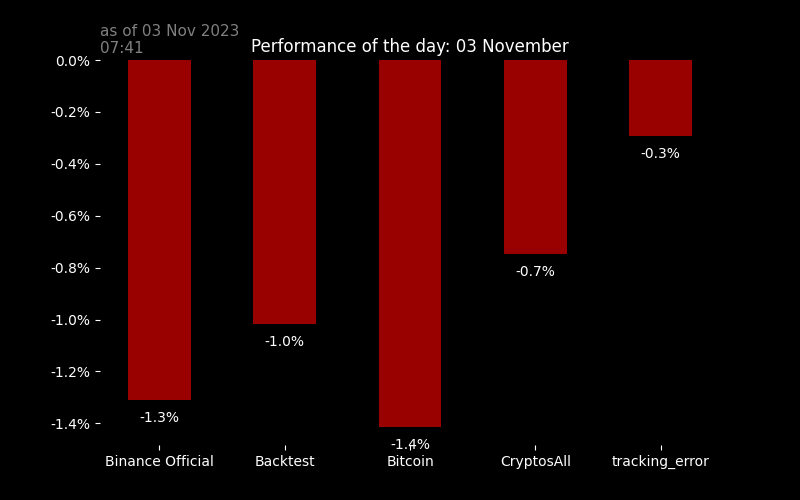 as of 03 Nov 2023
07:41
Performance of the day: 03 November
0.0%
-0.2%
-0.4%
-0.6%
-0.8%
-1.0%
-1.2%
-1.4%
-1.3%
-1.0%
-1.4%
-0.7%
-0.3%
Binance Official
Backtest
Bitcoin
CryptosAll
tracking_error